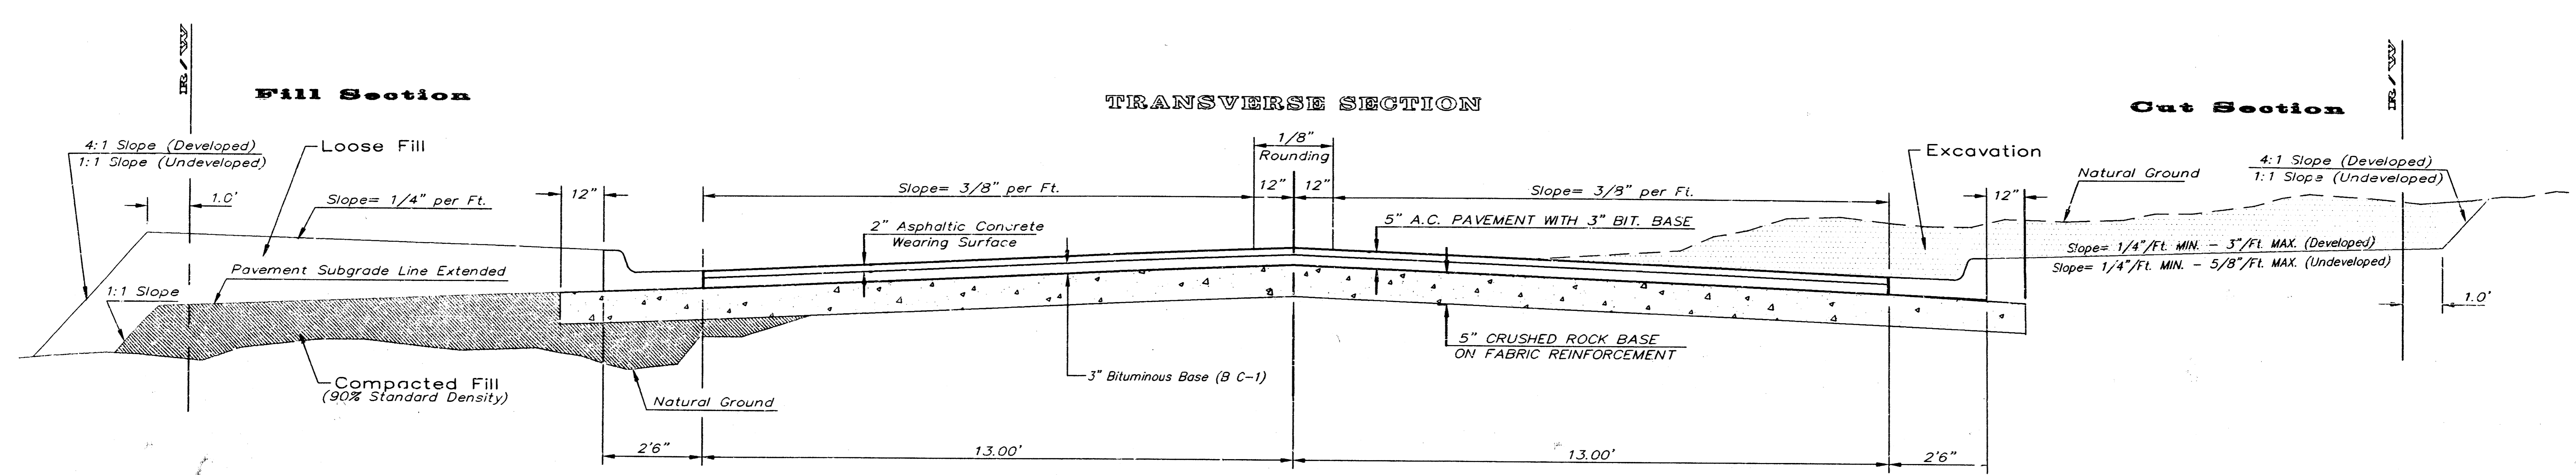 R/W
Fill Section
TRANSVERSE SECTION
Cut Section
R/W
4:1 Slope (Developed)
1:1 Slope (Undeveloped)
Loose Fill
1/8"
Rounding
Excavation
4:1 Slope (Developed)
1:1 Slope (Undeveloped)
Natural Ground
1.0'
Slope= 1/4" per Ft.
12"
Slope= 3/8" per Ft.
12"
12"
Slope= 3/8" per Ft.
12"
2" Asphaltic Concrete
Wearing Surface
5" A.C. PAVEMENT WITH 3" BIT. BASE
Slope= 1/4"/Ft. MIN. - 3"/Ft. MAX. (Developed)
Slope= 1/4"/Ft. MIN. - 5/8"/Ft. MAX. (Undeveloped)
Pavement Subgrade Line Extended
1:1 Slope
1.0'
5" CRUSHED ROCK BASE
ON FABRIC REINFORCEMENT
3" Bituminous Base (B C-1)
Compacted Fill
(90% Standard Density)
Natural Ground
2'6"
13.00'
13.00'
2'6"